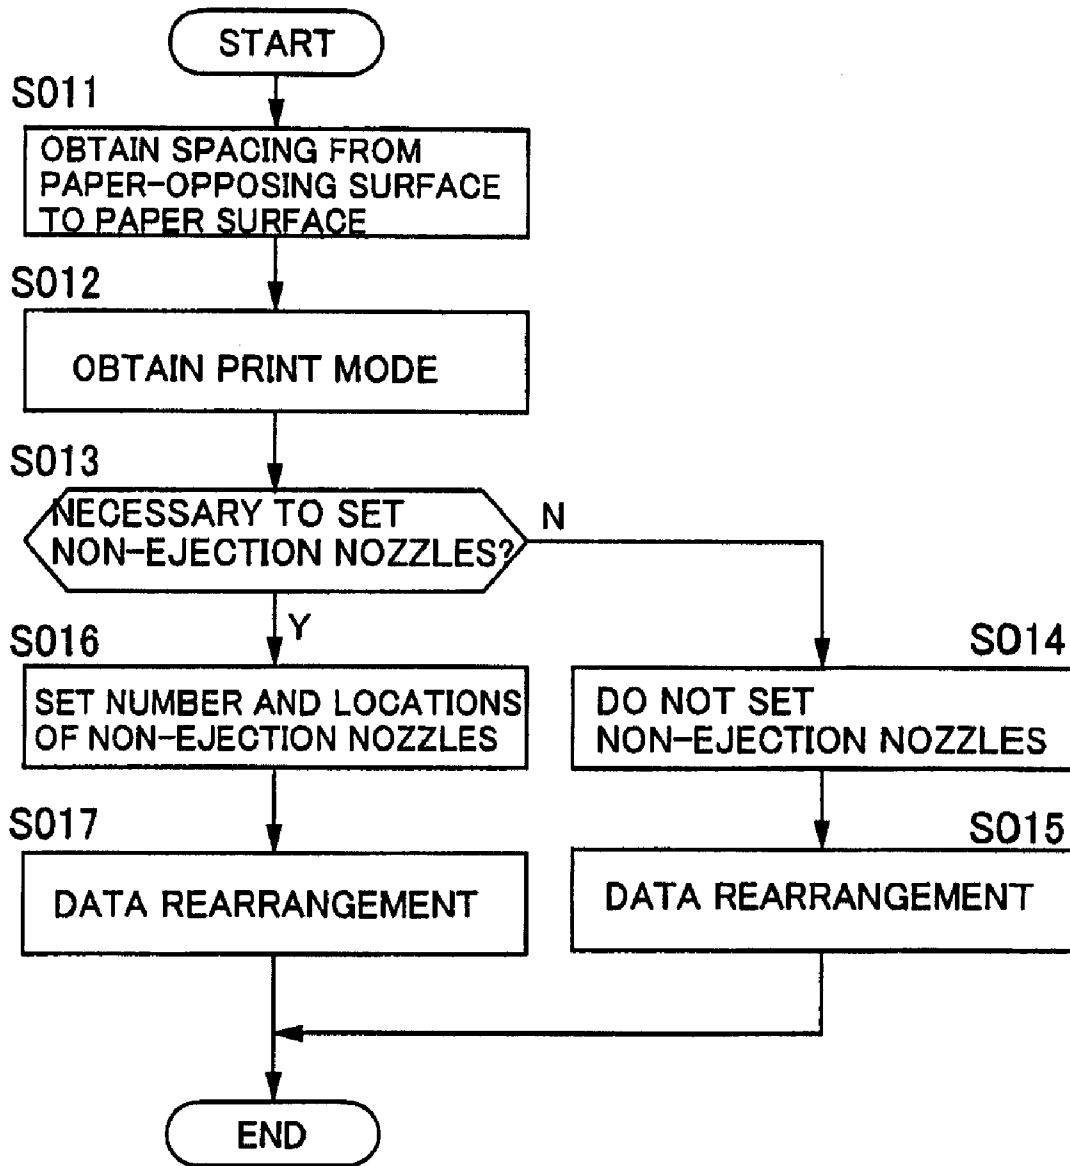 START
S011
OBTAIN SPACING FROM
PAPER-OPPOSING SURFACE
TO PAPER SURFACE
S012
OBTAIN PRINT MODE
S013
NECESSARY TO SET
NON-EJECTION NOZZLES?
N
Y
S016
SET NUMBER AND LOCATIONS
OF NON-EJECTION NOZZLES
S014
DO NOT SET
NON-EJECTION NOZZLES
S017
DATA REARRANGEMENT
S015
DATA REARRANGEMENT
END